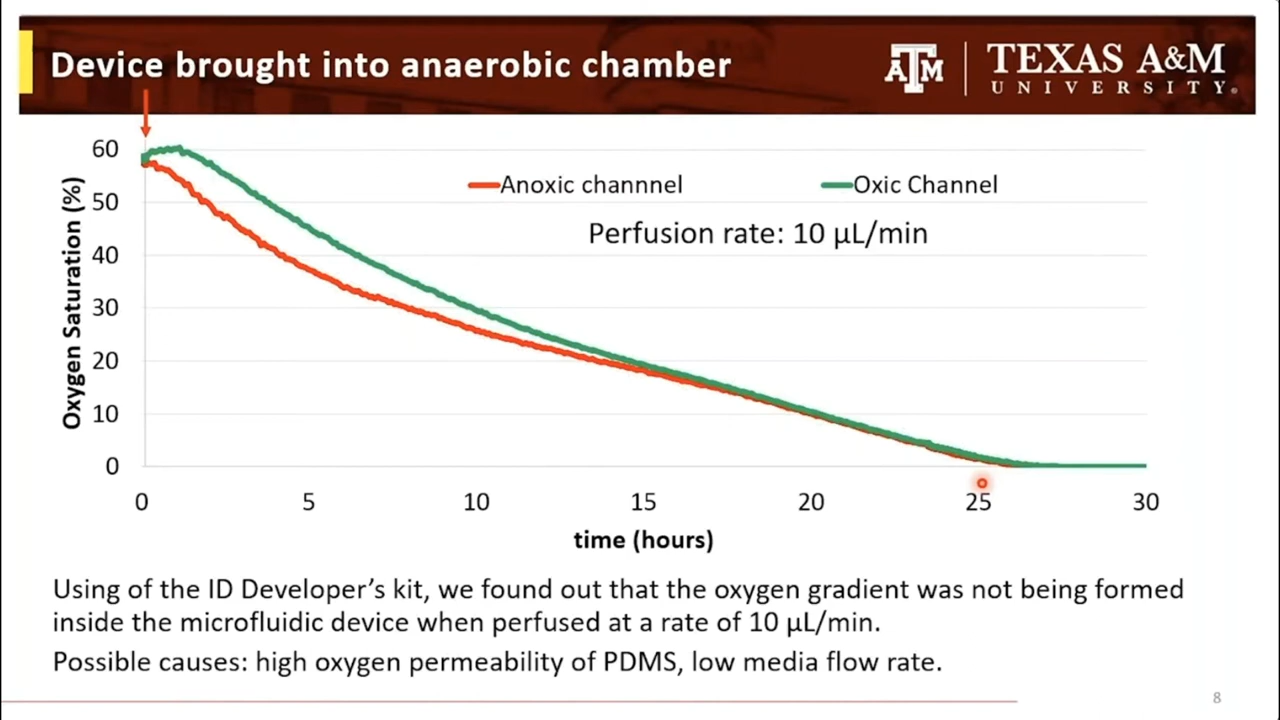 Device brought into anaerobic chamber
ATM
TEXAS A&M
UNIVERSITY
60
50
40
30
20
10
0
Oxygen Saturation (%)
Anoxic channnel
Oxic Channel
Perfusion rate: 10 µL/min
0 5 10 15 20 25 30
time (hours)
Using of the ID Developer's kit, we found out that the oxygen gradient was not being formed
inside the microfluidic device when perfused at a rate of 10 µL/min.
Possible causes: high oxygen permeability of PDMS, low media flow rate.
8